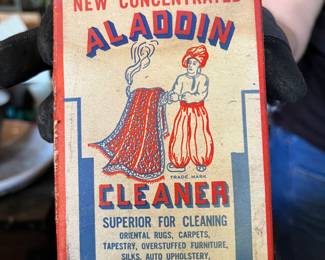 NEW CONCENTRATED
ALADDIN
TRADE MARK
CLEANER
SUPERIOR FOR CLEANING
ORIENTAL RUGS, CARPETS,
TAPESTRY, OVERSTUFFED FURNITURE,
SILKS, AUTO UPHOLSTERY,